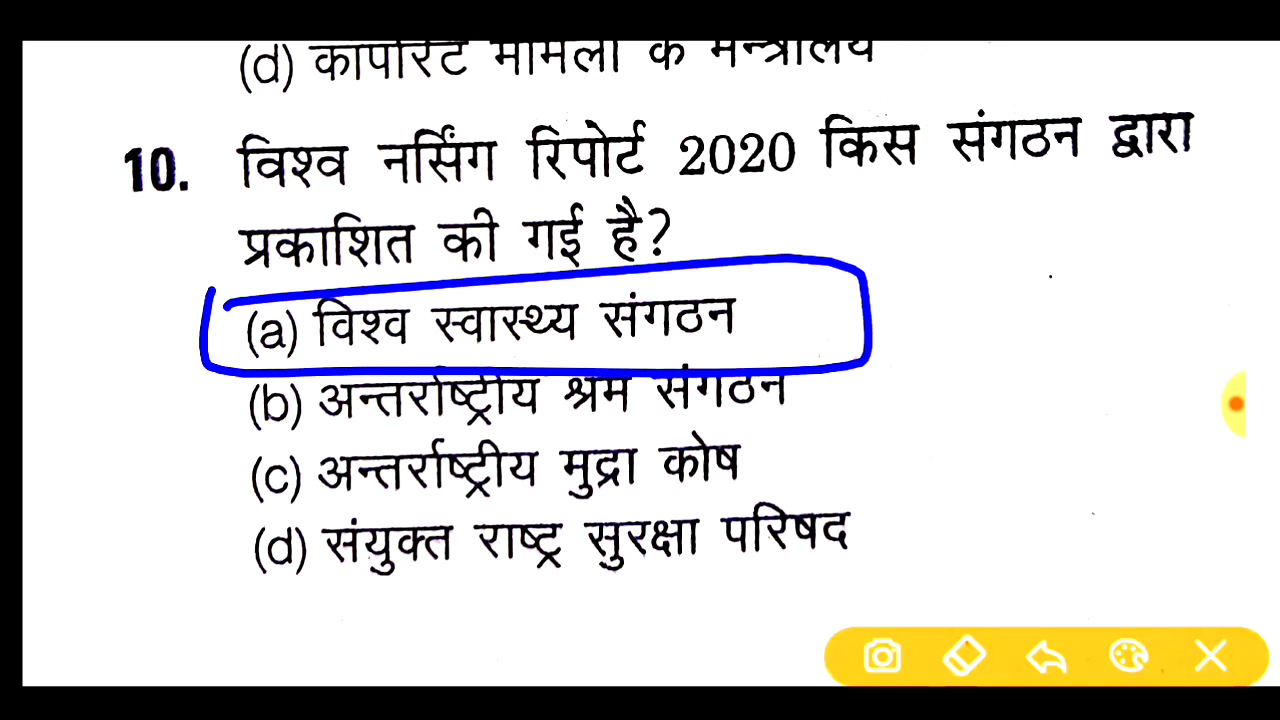 (d) कॉर्पोरेट मामलों के मन्त्रालय
10. विश्व नर्सिंग रिपोर्ट 2020 किस संगठन द्वारा
प्रकाशित की गई है?
(a) विश्व स्वास्थ्य संगठन
(b) अन्तर्राष्ट्रीय श्रम संगठन
(c) अन्तर्राष्ट्रीय मुद्रा कोष
(d) संयुक्त राष्ट्र सुरक्षा परिषद